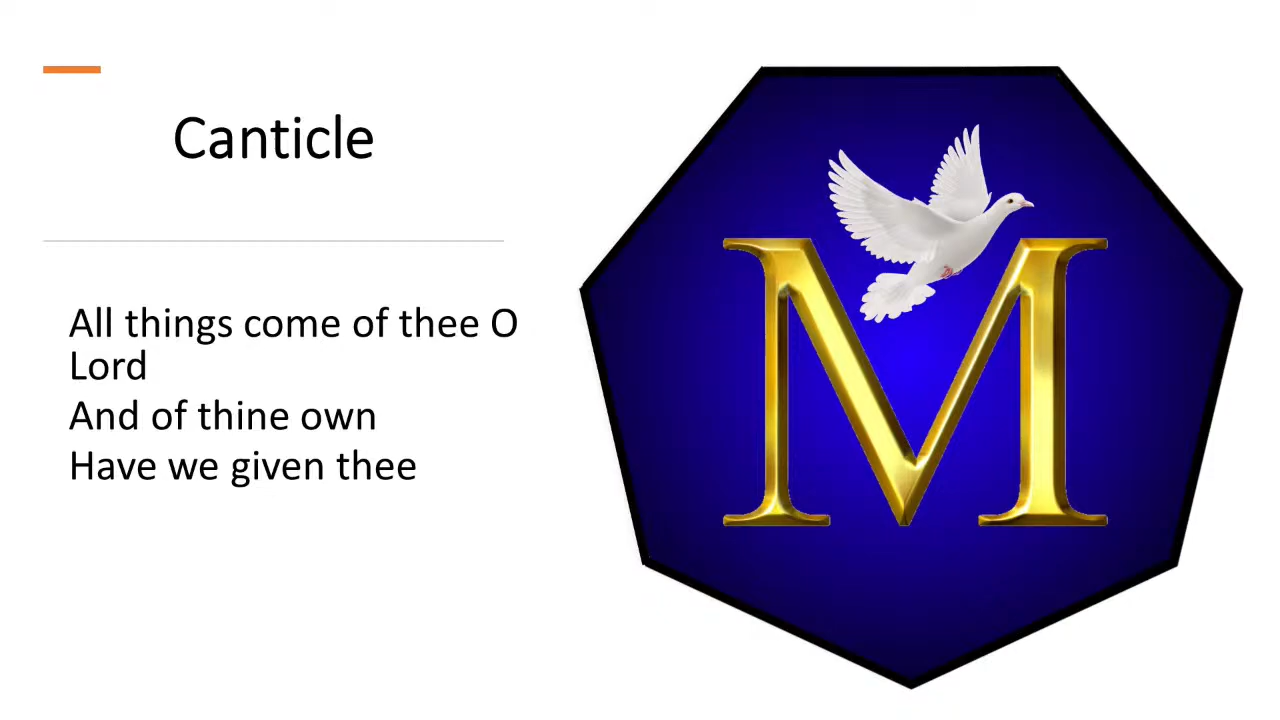 Canticle
All things come of thee O
Lord
And of thine own
Have we given thee
M